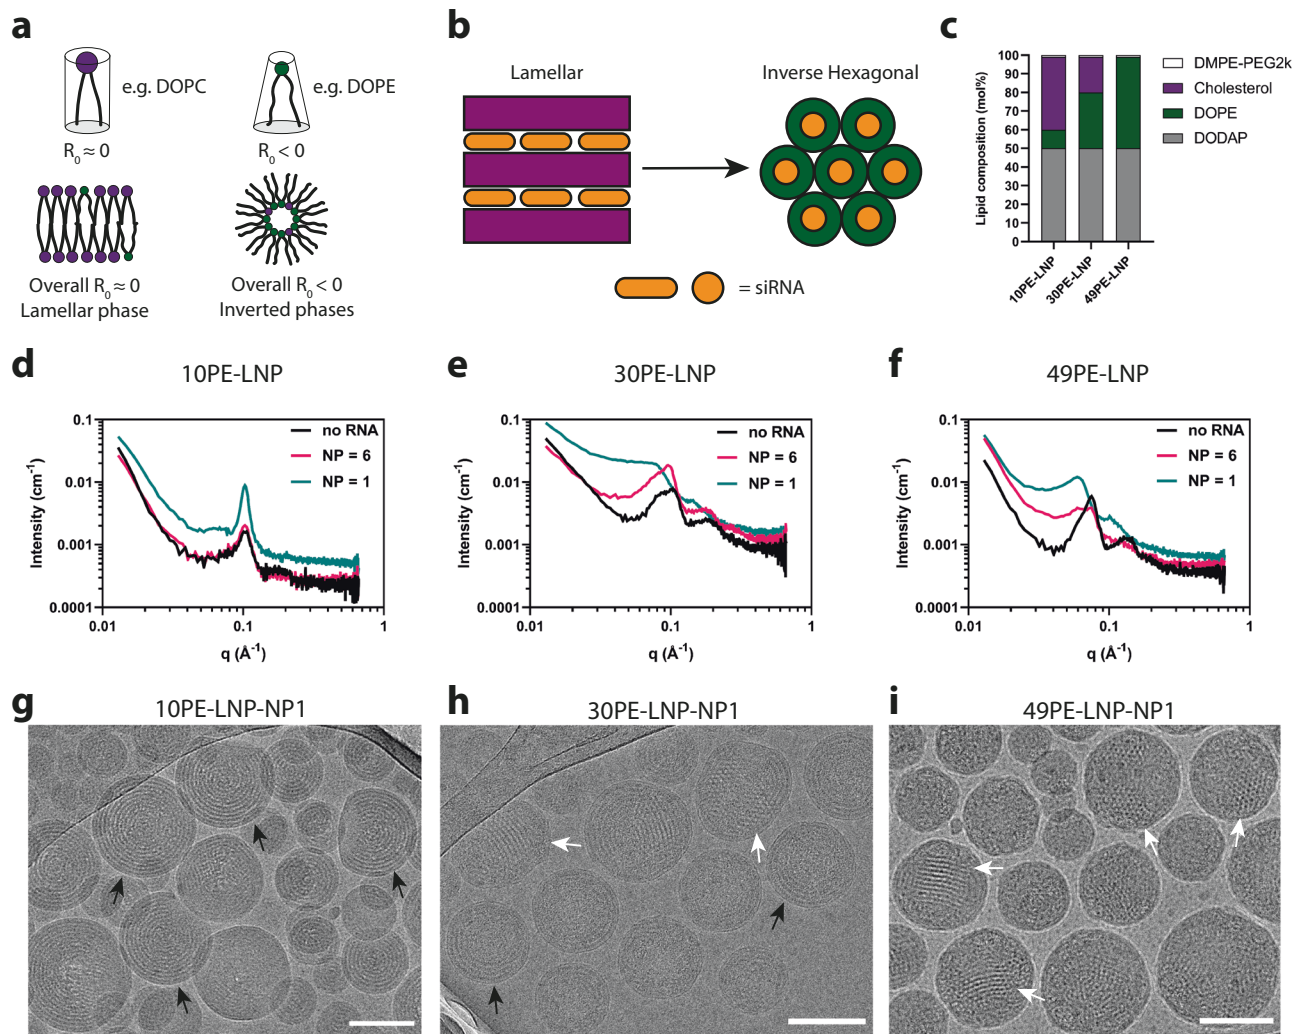 a
e.g. DOPC
R₀ ≈ 0
e.g. DOPE
R₀ < 0
Overall R₀ ≈ 0
Lamellar phase
Overall R₀ < 0
Inverted phases
b
Lamellar
Inverse Hexagonal
= siRNA
c
Lipid composition (mol%)
100
90
80
70
60
50
40
30
20
10
0
10PE-LNP
30PE-LNP
49PE-LNP
DMPE-PEG2k
Cholesterol
DOPE
DODAP
d
10PE-LNP
Intensity (cm⁻¹)
0.1
0.01
0.001
0.0001
0.01
0.1
1
q (Å⁻¹)
no RNA
NP = 6
NP = 1
e
30PE-LNP
Intensity (cm⁻¹)
0.1
0.01
0.001
0.0001
0.01
0.1
1
q (Å⁻¹)
no RNA
NP = 6
NP = 1
f
49PE-LNP
Intensity (cm⁻¹)
0.1
0.01
0.001
0.0001
0.01
0.1
1
q (Å⁻¹)
no RNA
NP = 6
NP = 1
g
10PE-LNP-NP1
h
30PE-LNP-NP1
i
49PE-LNP-NP1